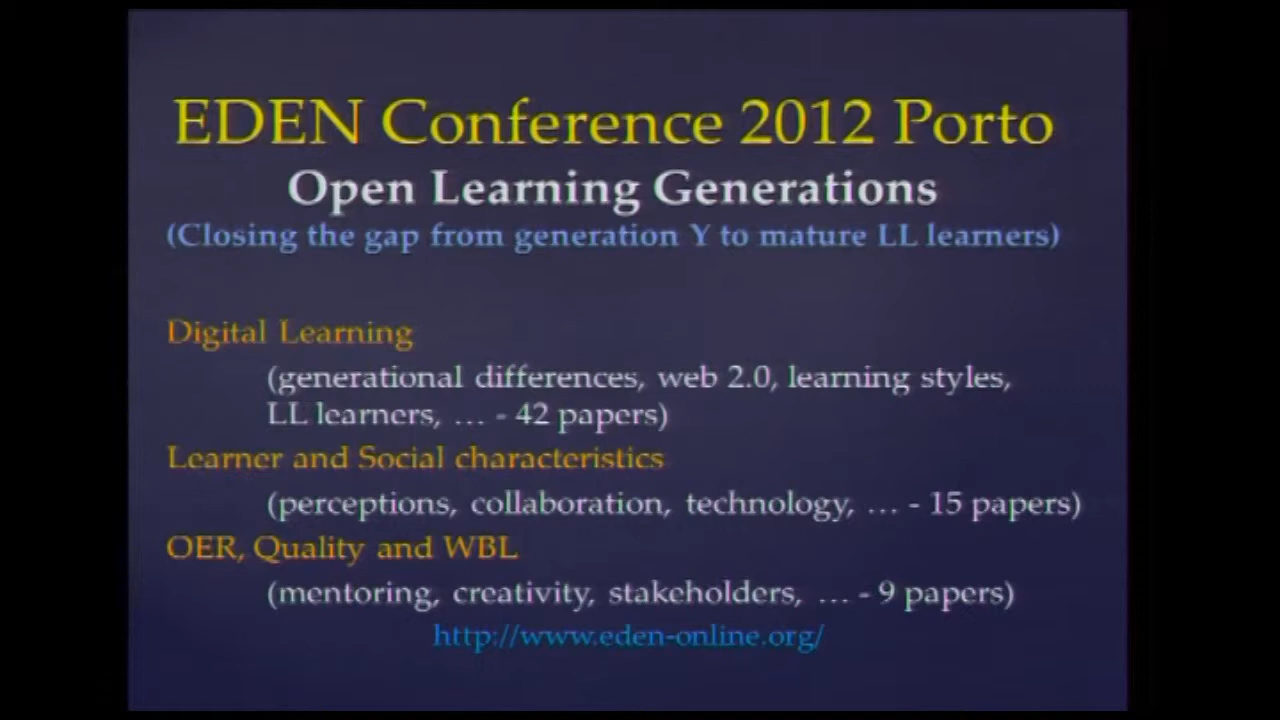 EDEN Conference 2012 Porto
Open Learning Generations
(Closing the gap from generation Y to mature LL learners)
Digital Learning
(generational differences, web 2.0, learning styles,
LL learners, … - 42 papers)
Learner and Social characteristics
(perceptions, collaboration, technology, … - 15 papers)
OER, Quality and WBL
(mentoring, creativity, stakeholders, … - 9 papers)
http://www.eden-online.org/